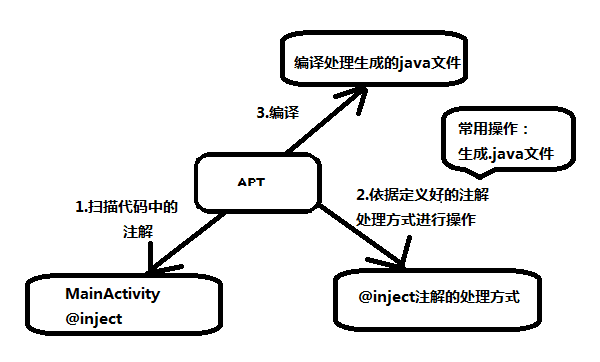 编译处理生成的java文件
3.编译
常用操作：
生成.java文件
APT
1.扫描代码中的
注解
2.依据定义好的注解
处理方式进行操作
MainActivity
@inject
@inject注解的处理方式